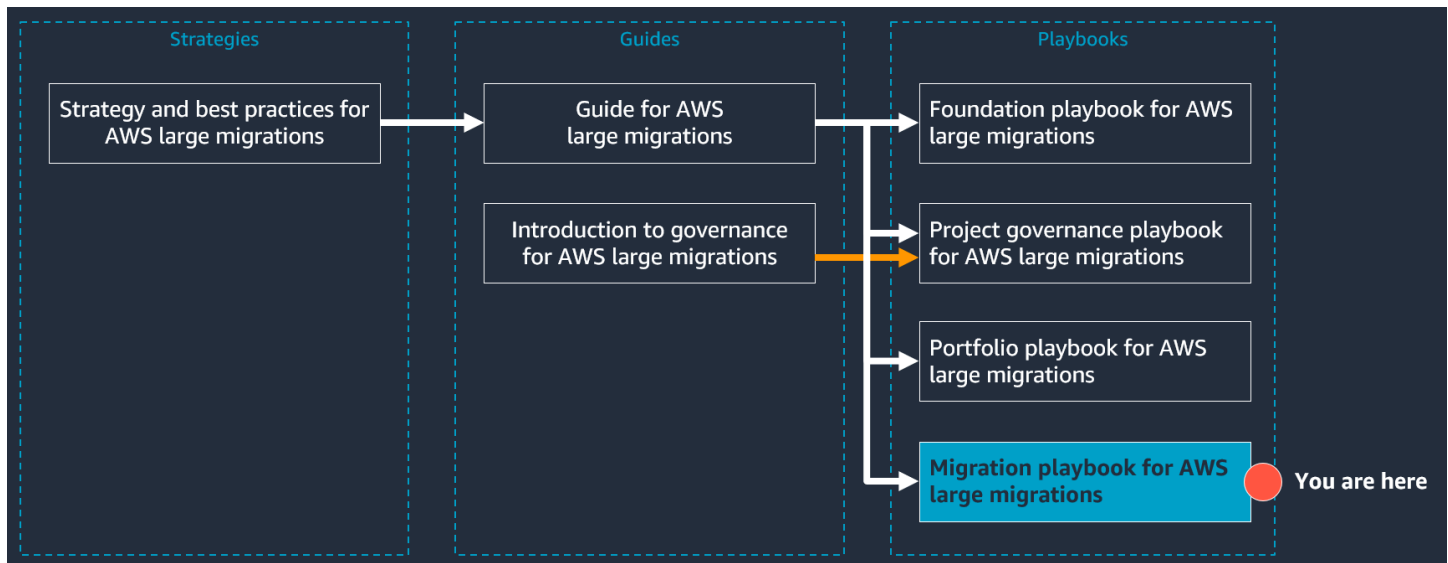 Strategies
Strategy and best practices for
AWS large migrations
Guides
Guide for AWS
large migrations
Introduction to governance
for AWS large migrations
Playbooks
Foundation playbook for AWS
large migrations
Project governance playbook
for AWS large migrations
Portfolio playbook for AWS
large migrations
Migration playbook for AWS
large migrations
You are here